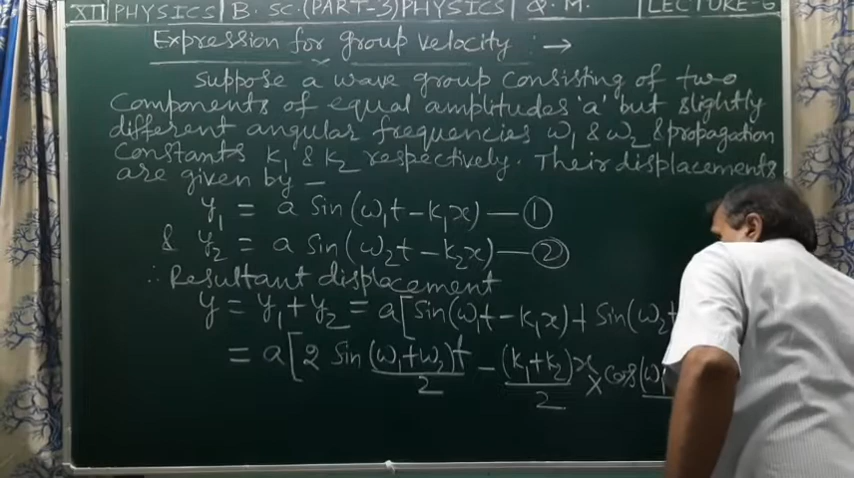 XII PHYSICS | B. SC. (PART-3) PHYSICS | Q. M. | LECTURE-6
Expression for group velocity :→
Suppose a wave group consisting of two
components of equal amplitudes 'a' but slightly
different angular frequencies ω₁ & ω₂ & propagation
constants K₁ & K₂ respectively. Their displacements
are given by —
y₁ = a Sin(ω₁t - K₁x) — ①
& y₂ = a Sin(ω₂t - K₂x) — ②
∴ Resultant displacement
y = y₁ + y₂ = a[Sin(ω₁t - K₁x) + Sin(ω₂t
= a[2 Sin (ω₁+ω₂)t/2 - (K₁+K₂)x/2 × Cos(ω₁